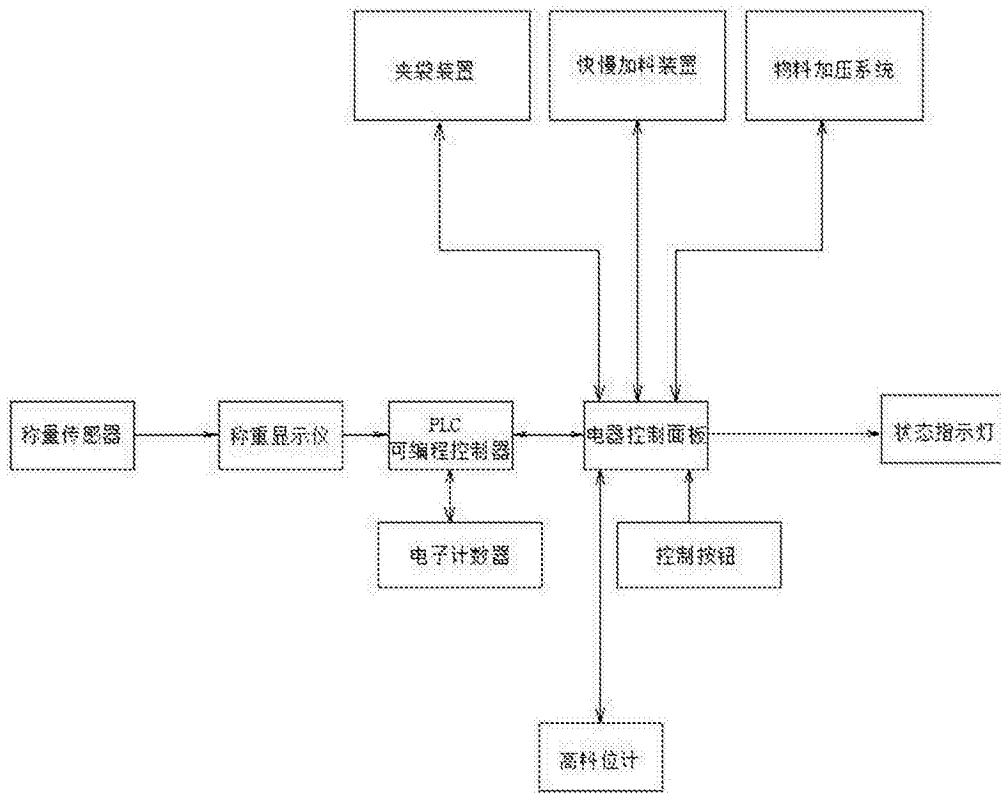 夹袋装置
快慢加料装置
物料加压系统
称量传感器
称重显示仪
PLC
可编程控制器
电器控制面板
状态指示灯
电子计数器
控制按钮
高料位计